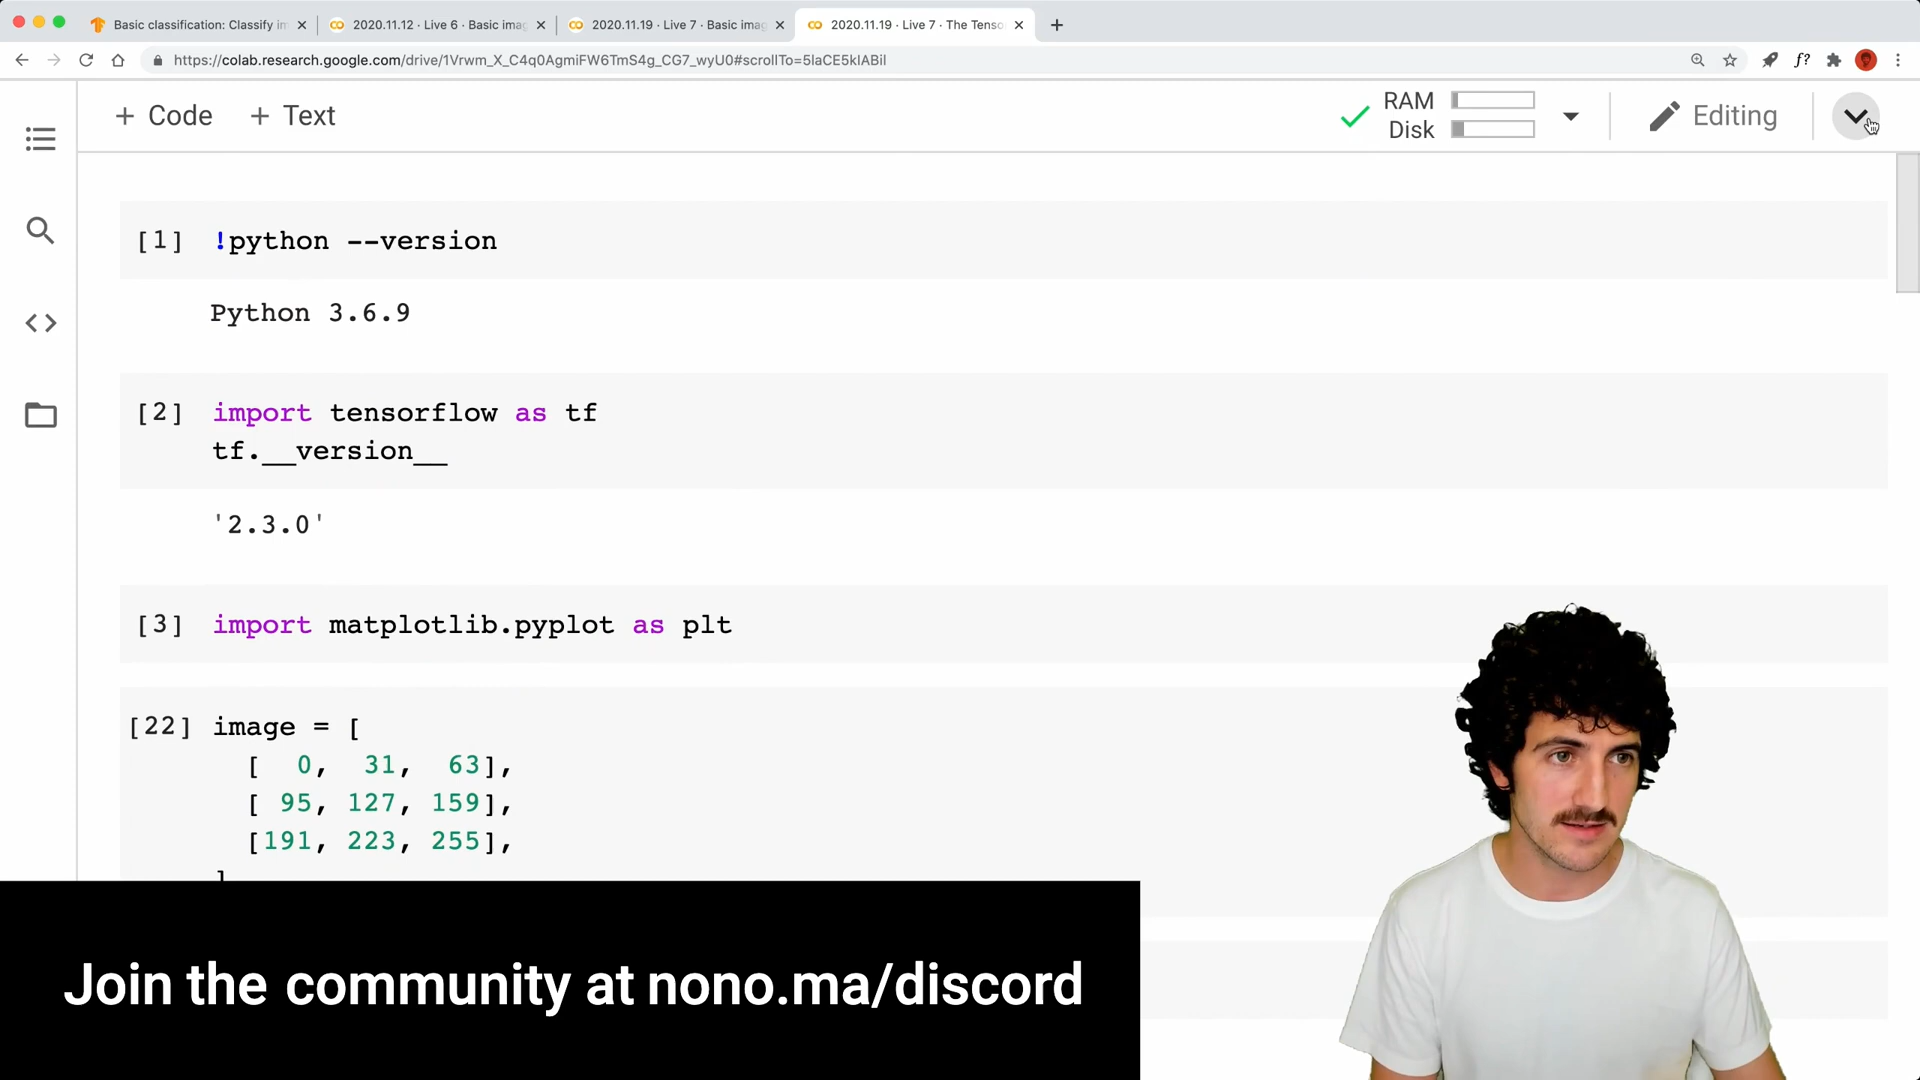 Basic classification: Classify im
2020.11.12 · Live 6 · Basic imag
2020.11.19 · Live 7 · Basic imag
2020.11.19 · Live 7 · The Tenso
https://colab.research.google.com/drive/1Vrwm_X_C4q0AgmiFW6TmS4g_CG7_wyU0#scrollTo=5laCE5kIABil
f?
+ Code + Text
RAM
Disk
Editing
[1] !python --version
Python 3.6.9
[2] import tensorflow as tf
tf.__version__
'2.3.0'
[3] import matplotlib.pyplot as plt
[22] image = [
[ 0, 31, 63],
[ 95, 127, 159],
[191, 223, 255],
]
Join the community at nono.ma/discord